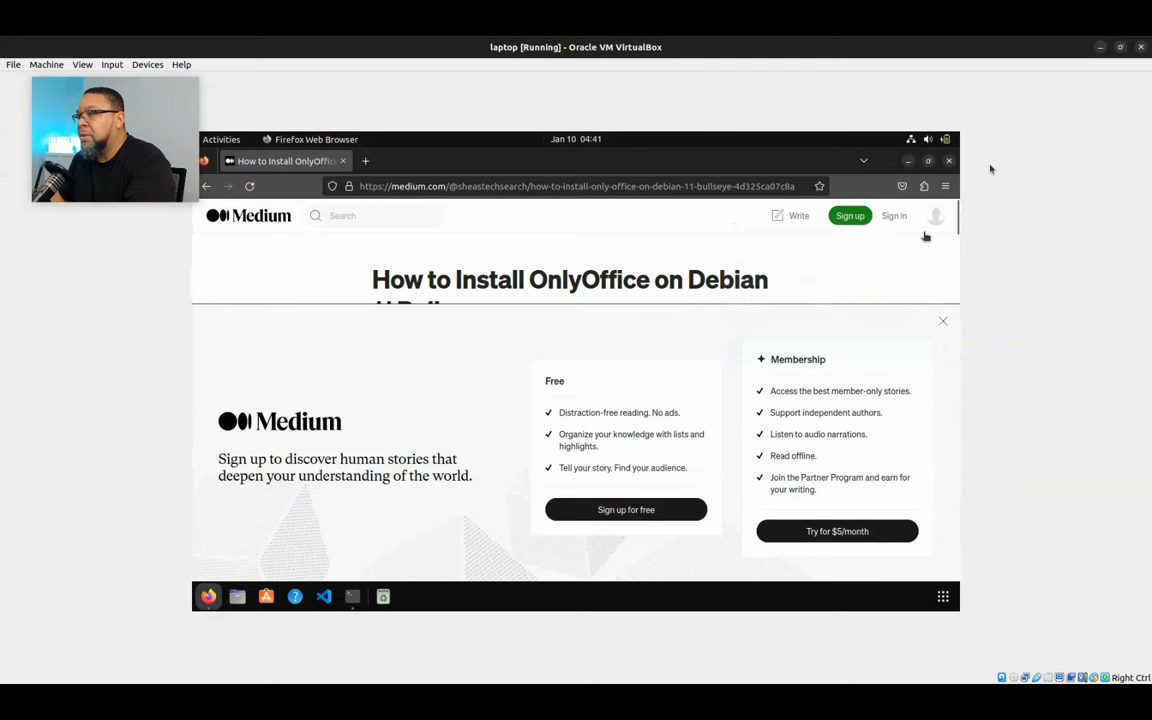 laptop [Running] - Oracle VM VirtualBox
File Machine View Input Devices Help
Activities Firefox Web Browser Jan 10 04:41
How to Install OnlyOffic
https://medium.com/@sheastechsearch/how-to-install-only-office-on-debian-11-bullseye-4d325ca07c8a
Medium Search Write Sign up Sign in
How to Install OnlyOffice on Debian
Medium
Sign up to discover human stories that
deepen your understanding of the world.
Free
Distraction-free reading. No ads.
Organize your knowledge with lists and
highlights.
Tell your story. Find your audience.
Sign up for free
Membership
Access the best member-only stories.
Support independent authors.
Listen to audio narrations.
Read offline.
Join the Partner Program and earn for
your writing.
Try for $5/month
Right Ctrl